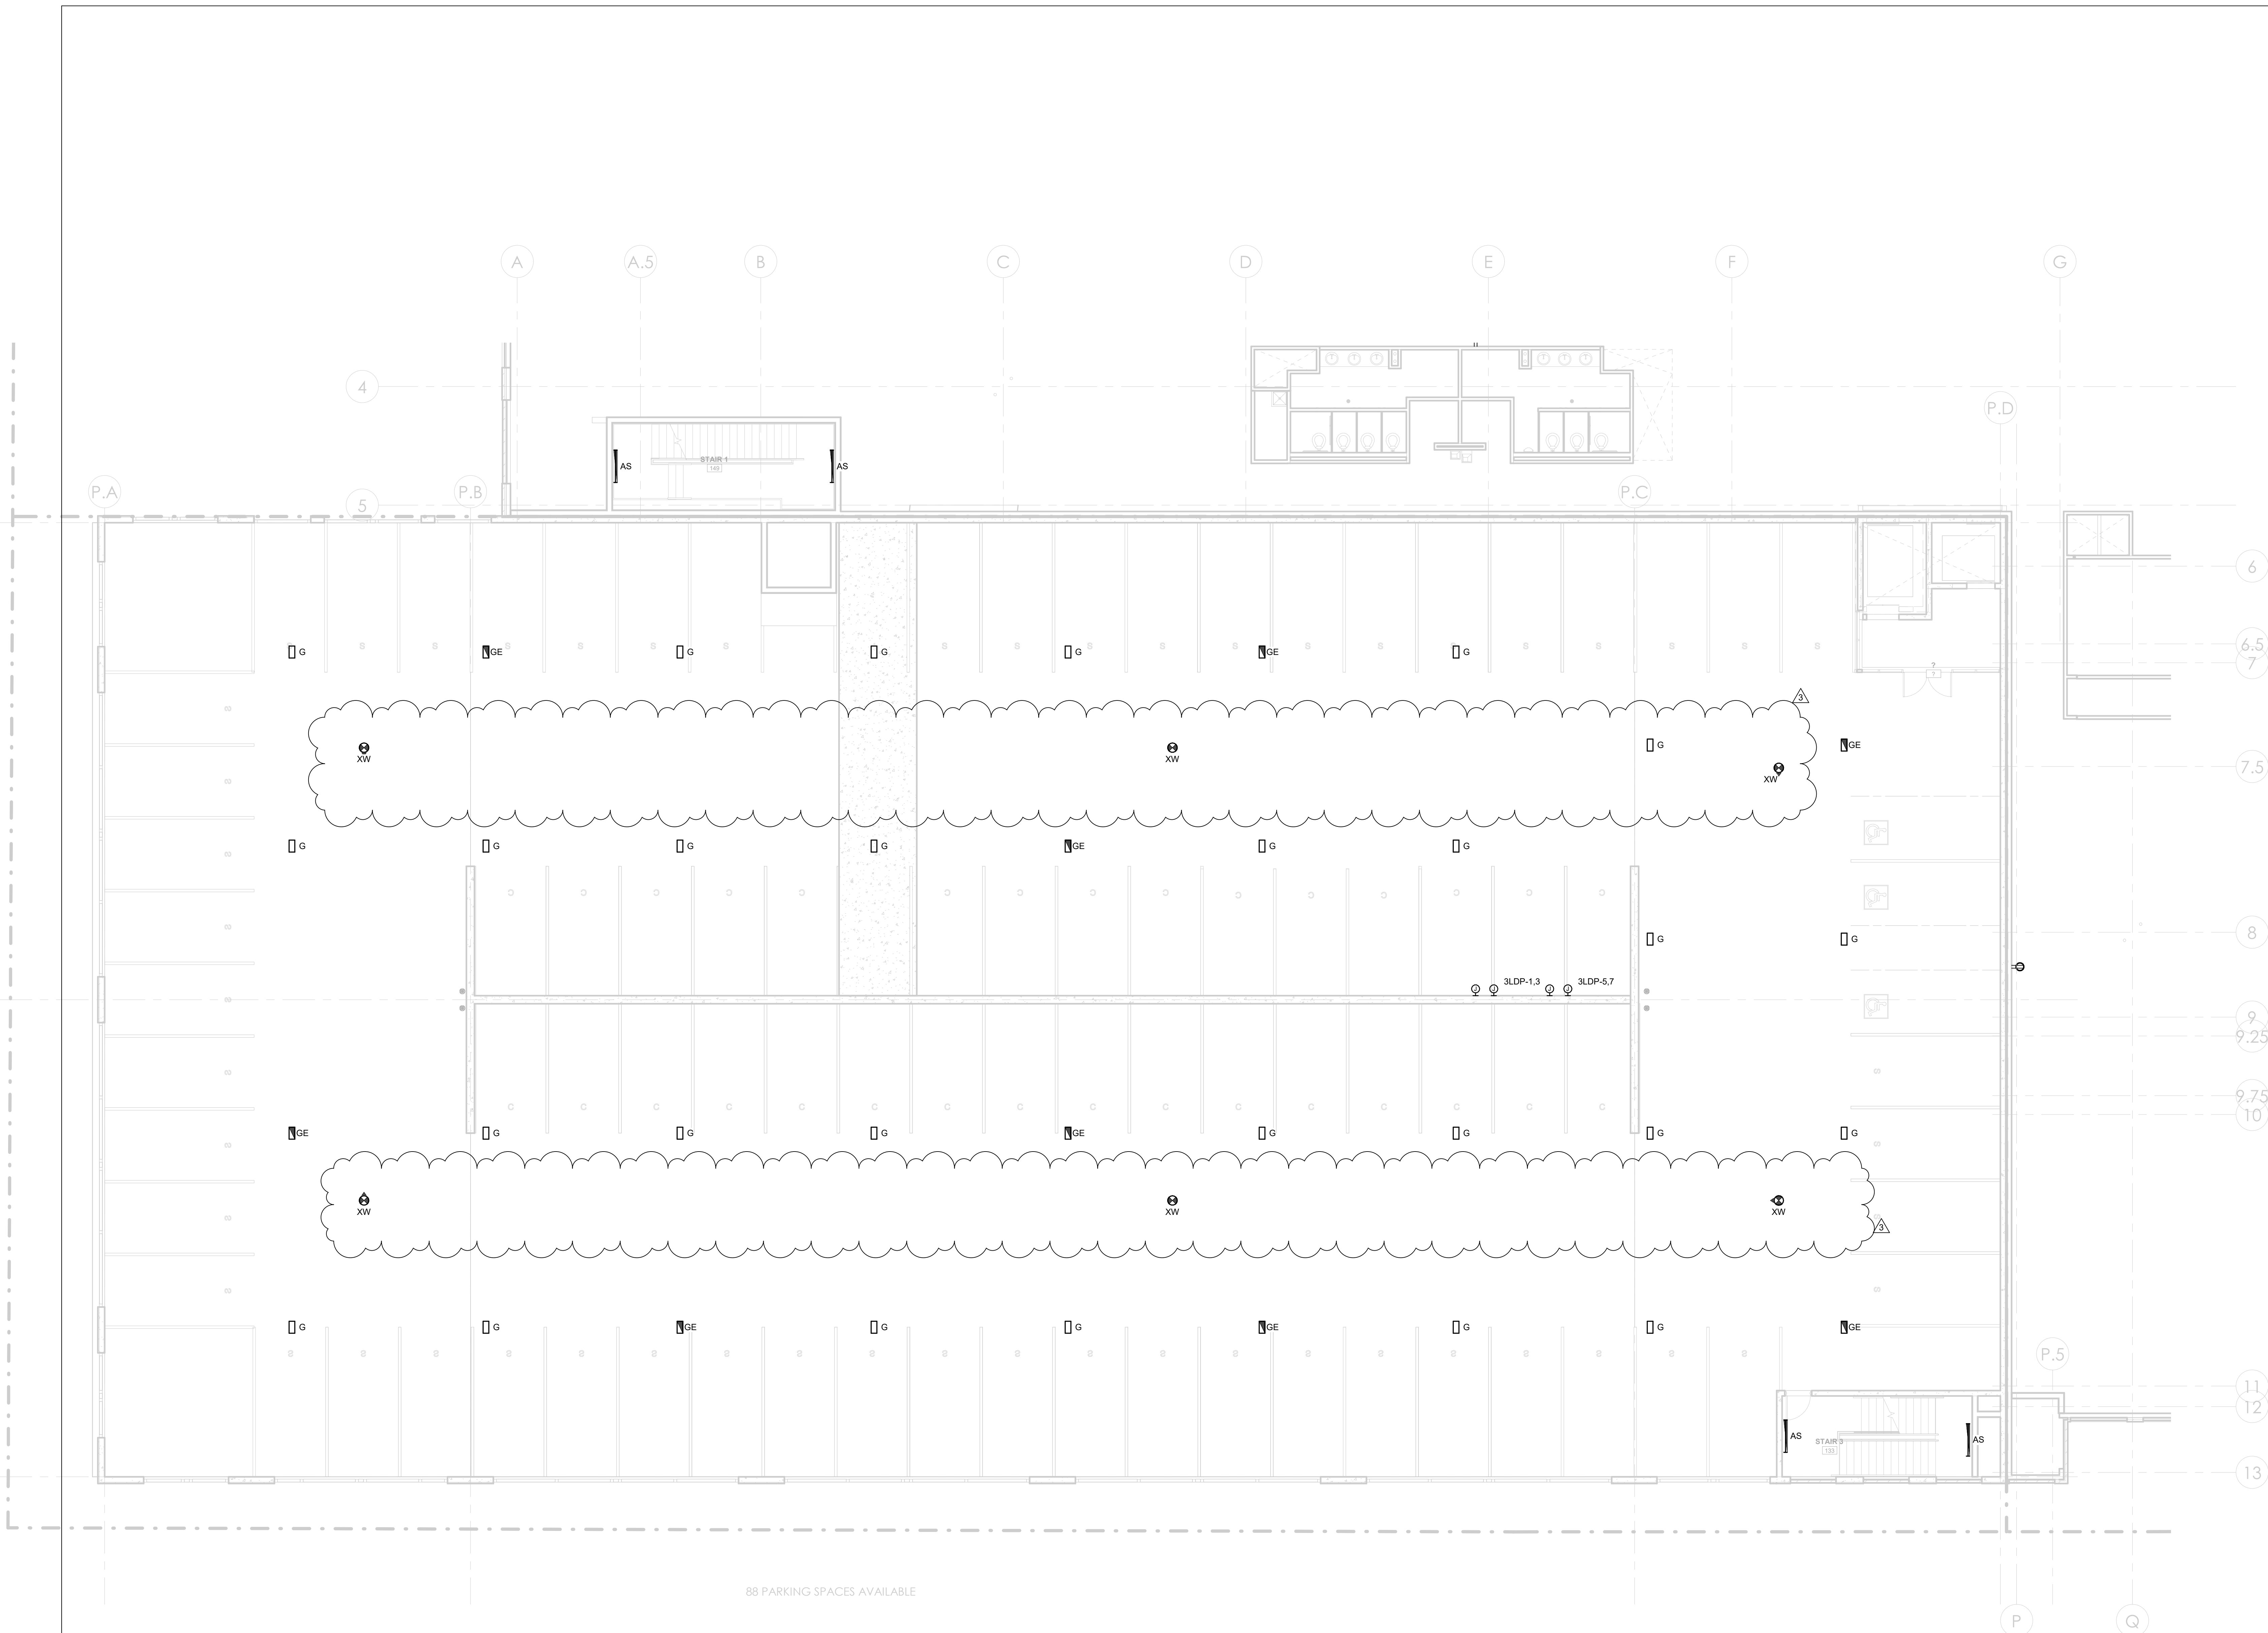 A A.5 B C D E F G
4
P.D
STAIR 1
149
AS AS
P.A 5 P.B P.C
6
S S S S S S S S S S S S S S S S S S S S
6.5
G GE G G G GE G
7
?
?
3
S
G GE
XW XW XW
7.5
S
G G G G GE G G
S
C C C C C C C C C C C C C C C
S
G G
8
3LDP-1,3 3LDP-5,7
J J J J
S
9
9.25
S
S
9.75
C C C C C C C C C C C C C C C C
10
GE G G G GE G G G G
S
S
XW XW XW
S
S
3
S
S
G G GE G G GE G G GE
S S S S S S S S S S S S S S S S S S S S S
P.5
11
12
AS AS
STAIR 3
133
13
88 PARKING SPACES AVAILABLE
P Q